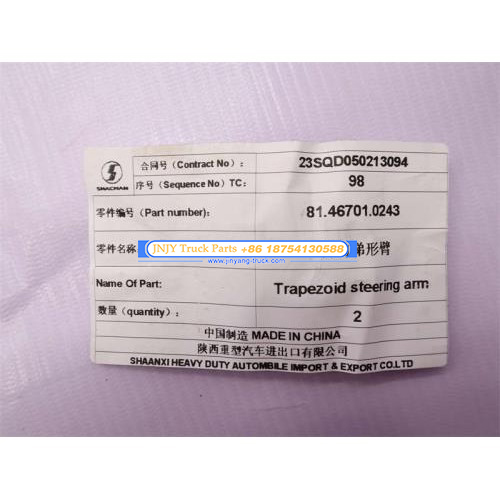 合同号(Contract No): 23SQD050213094
SHACMAN
序号(Sequence No) TC: 98
零件编号(Part number): 81.46701.0243
零件名称 梯形臂
JNJY Truck Parts +86 18754130588
www.jinyang-truck.com
Name Of Part: Trapezoid steering arm
数量(quantity): 2
中国制造 MADE IN CHINA
陕西重型汽车进出口有限公司
SHAANXI HEAVY DUTY AUTOMBILE IMPORT & EXPORT CO.LTD